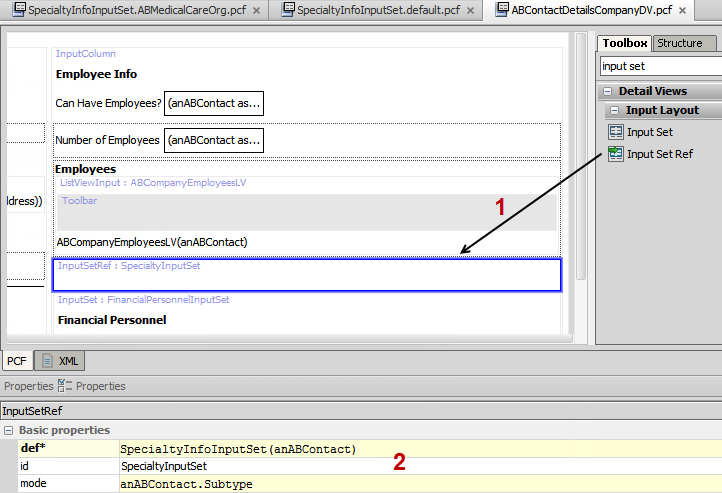 SpecialtyInfoInputSet.ABMedicalCareOrg.pcf × SpecialtyInfoInputSet.default.pcf × ABContactDetailsCompanyDV.pcf ×
InputColumn
Employee Info
Can Have Employees? (anABContact as...
Number of Employees (anABContact as...
Employees
ListViewInput : ABCompanyEmployeesLV
Toolbar
ldress))
ABCompanyEmployeesLV(anABContact)
InputSetRef : SpecialtyInputSet
InputSet : FinancialPersonnelInputSet
Financial Personnel
1
Toolbox Structure
input set
Detail Views
Input Layout
Input Set
Input Set Ref
PCF XML
Properties Properties
InputSetRef
Basic properties
def* SpecialtyInfoInputSet(anABContact)
id SpecialtyInputSet
mode anABContact.Subtype
2